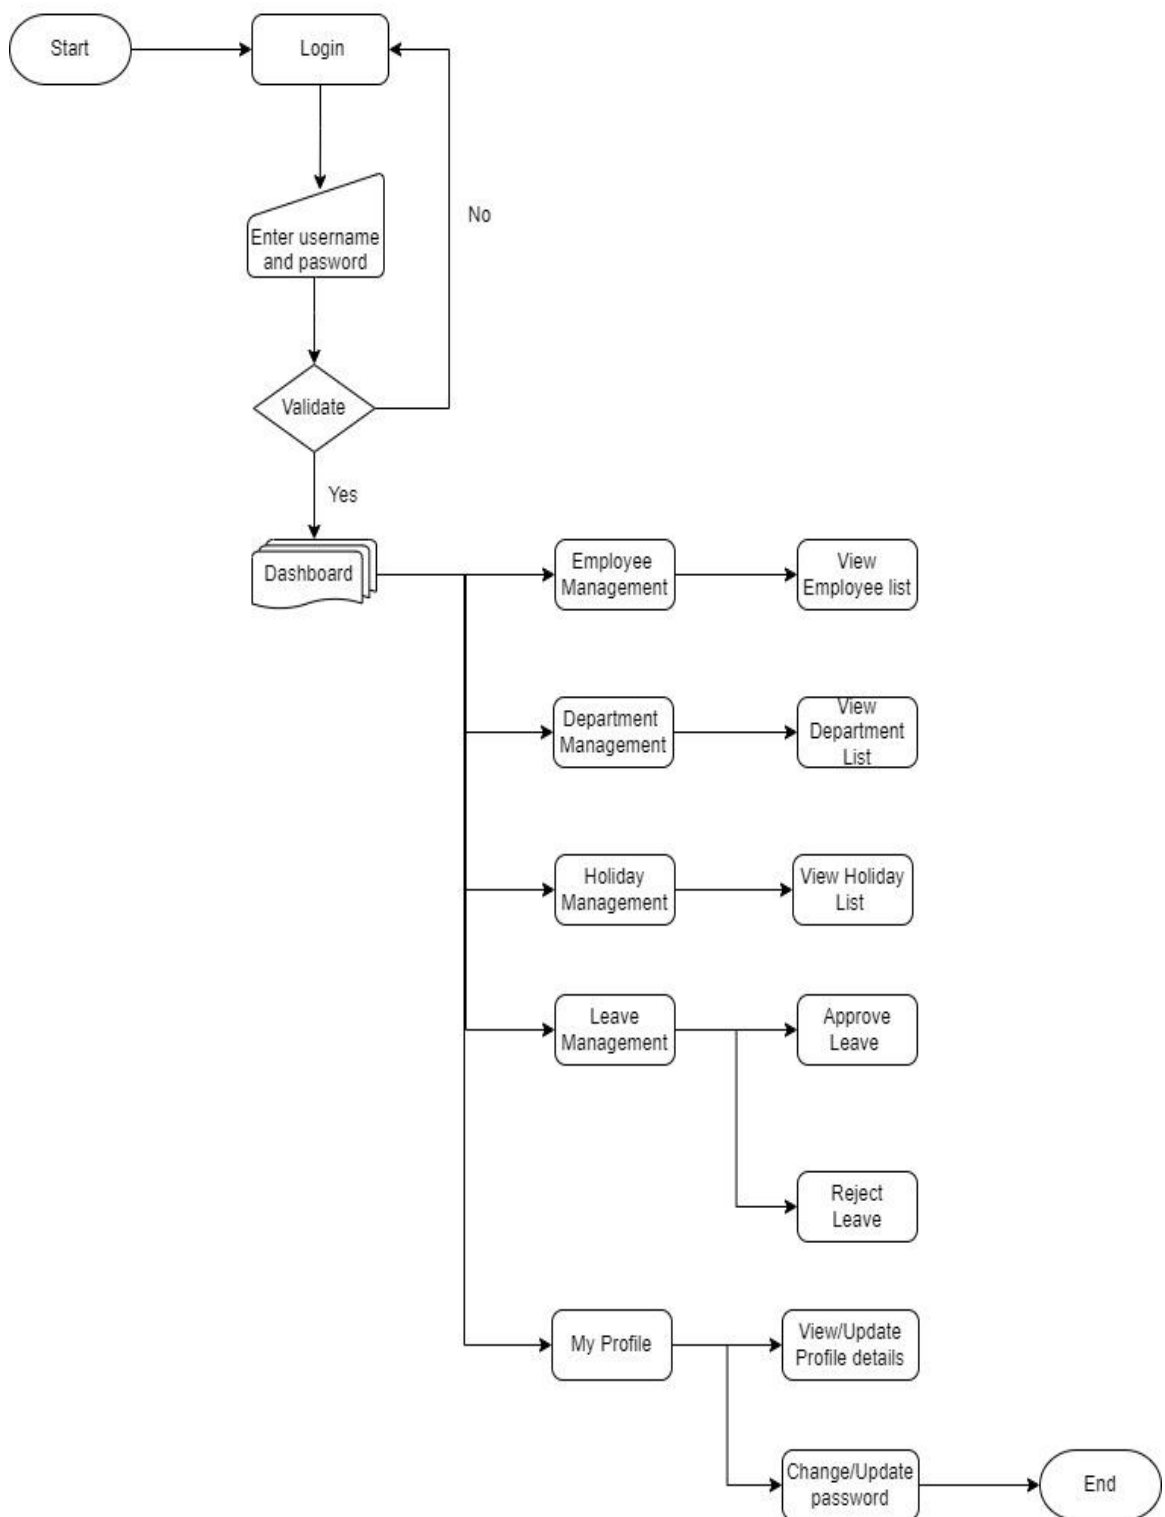 Start
Login
No
Enter username
and pasword
Validate
Yes
Dashboard
Employee
Management
View
Employee list
Department
Management
View
Department
List
Holiday
Management
View Holiday
List
Leave
Management
Approve
Leave
Reject
Leave
My Profile
View/Update
Profile details
Change/Update
password
End